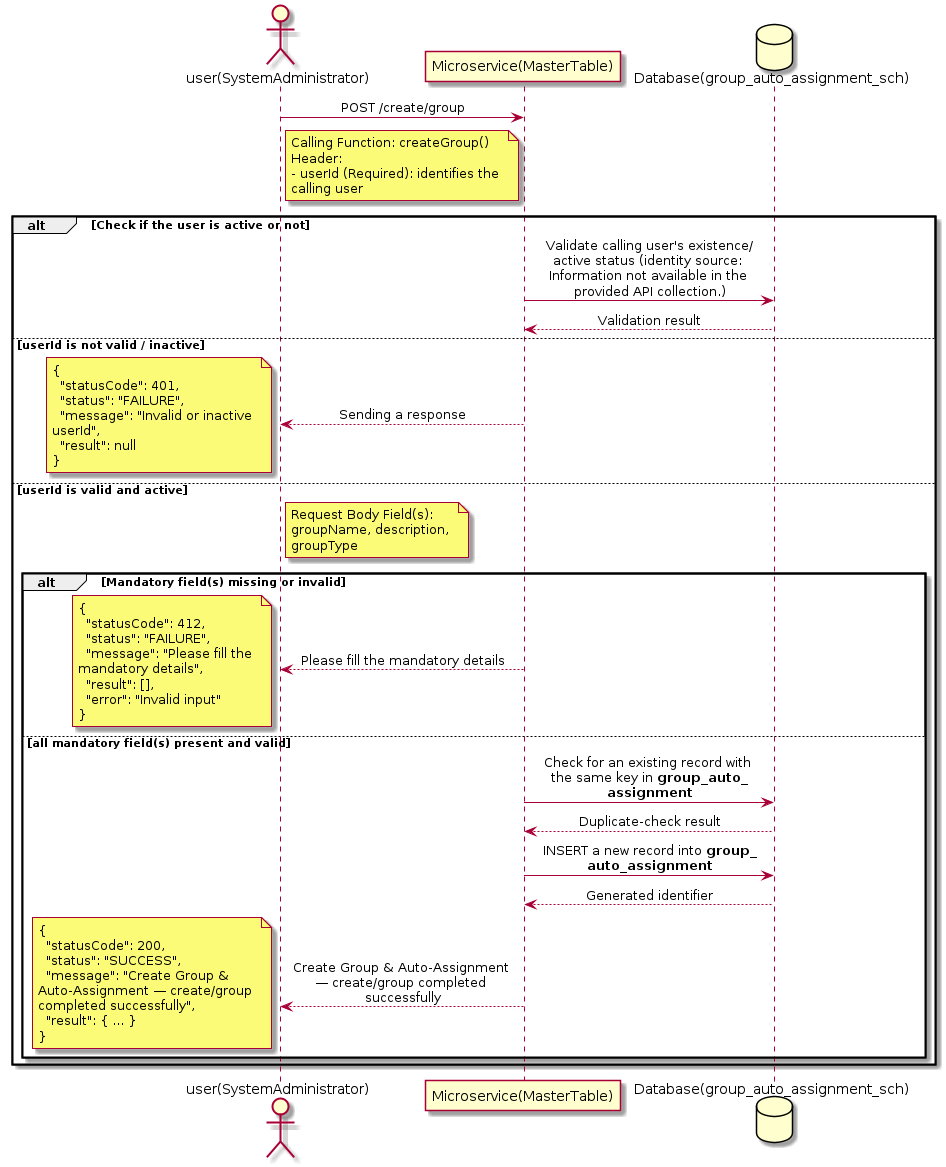 user(SystemAdministrator)
Microservice(MasterTable)
Database(group_auto_assignment_sch)
POST /create/group
Calling Function: createGroup()
Header:
- userId (Required): identifies the
calling user
alt
[Check if the user is active or not]
Validate calling user's existence/
active status (identity source:
Information not available in the
provided API collection.)
Validation result
[userId is not valid / inactive]
{
"statusCode": 401,
"status": "FAILURE",
"message": "Invalid or inactive
userId",
"result": null
}
Sending a response
[userId is valid and active]
Request Body Field(s):
groupName, description,
groupType
alt
[Mandatory field(s) missing or invalid]
{
"statusCode": 412,
"status": "FAILURE",
"message": "Please fill the
mandatory details",
"result": [],
"error": "Invalid input"
}
Please fill the mandatory details
[all mandatory field(s) present and valid]
Check for an existing record with
the same key in group_auto_
assignment
Duplicate-check result
INSERT a new record into group_
auto_assignment
Generated identifier
{
"statusCode": 200,
"status": "SUCCESS",
"message": "Create Group &
Auto-Assignment — create/group
completed successfully",
"result": { ... }
}
Create Group & Auto-Assignment
— create/group completed
successfully
user(SystemAdministrator)
Microservice(MasterTable)
Database(group_auto_assignment_sch)